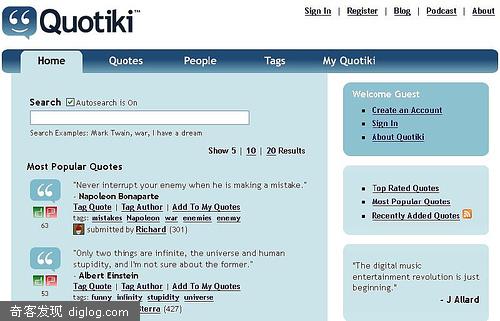 Quotiki™
Sign In | Register | Blog | Podcast | About
Home Quotes People Tags My Quotiki
Search Autosearch is On
Search Examples: Mark Twain, war, I have a dream
Show 5 | 10 | 20 Results
Most Popular Quotes
"Never interrupt your enemy when he is making a mistake."
- Napoleon Bonaparte
Tag Quote | Tag Author | Add To My Quotes
tags: mistakes Napoleon war enemies enemy
63
submitted by Richard (301)
"Only two things are infinite, the universe and human
stupidity, and I'm not sure about the former."
- Albert Einstein
Tag Quote | Tag Author | Add To My Quotes
53
tags: funny infinity stupidity universe
(427)
Welcome Guest
Create an Account
Sign In
About Quotiki
Top Rated Quotes
Most Popular Quotes
Recently Added Quotes
"The digital music
entertainment revolution is just
beginning."
- J Allard
奇客发现 diglog.com